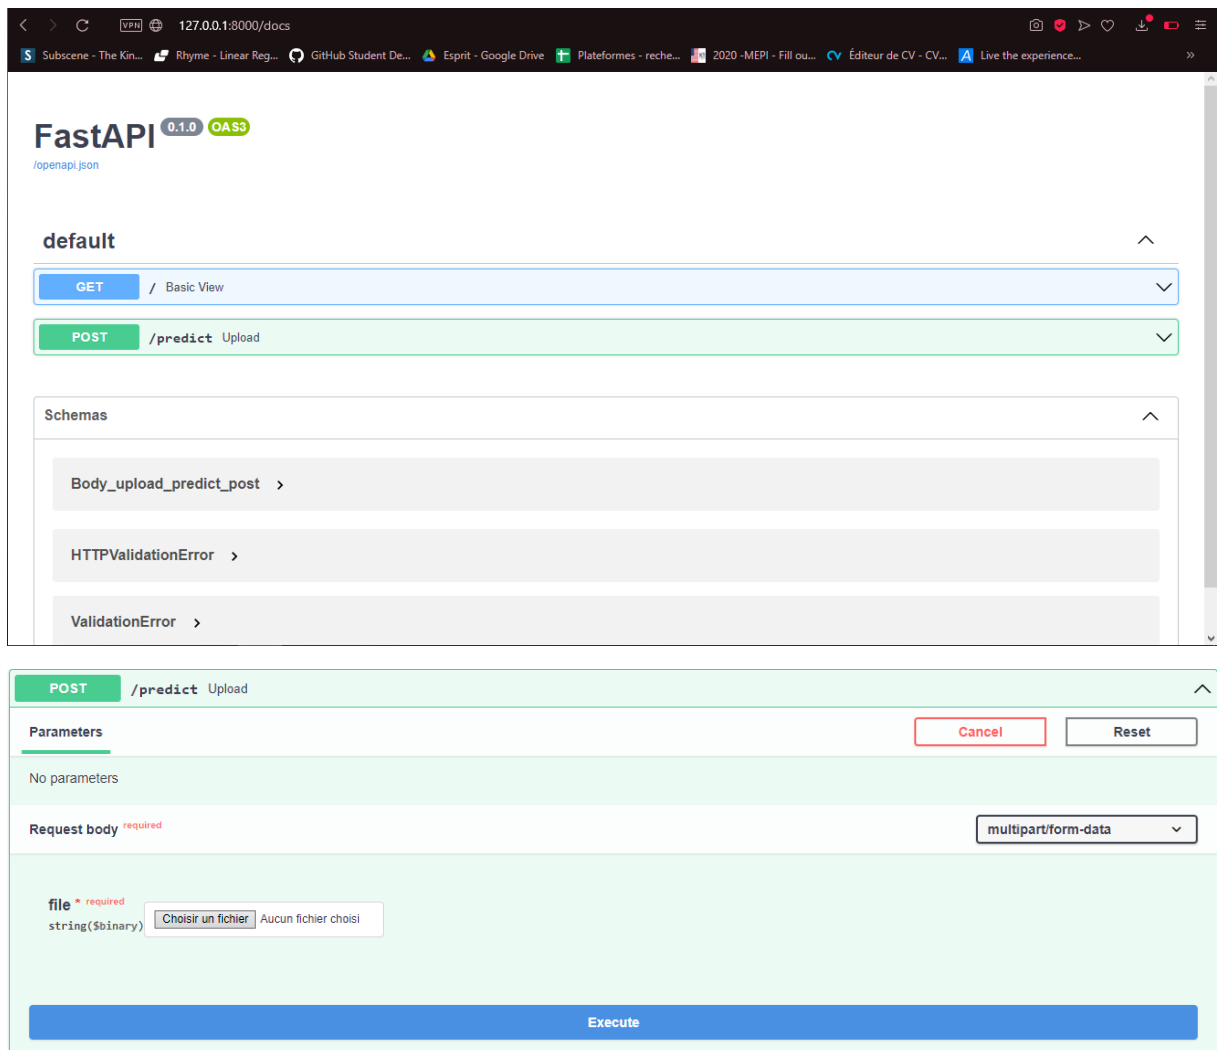 VPN 127.0.0.1:8000/docs
S Subscene - The Kin... Rhyme - Linear Reg... GitHub Student De... Esprit - Google Drive Plateformes - reche... 2020 -MEPI - Fill ou... CV Éditeur de CV - CV... A Live the experience... »
FastAPI 0.1.0 OAS3
/openapi.json
default
GET / Basic View
POST /predict Upload
Schemas
Body_upload_predict_post
HTTPValidationError
ValidationError
POST /predict Upload
Parameters Cancel Reset
No parameters
Request body required multipart/form-data
file * required
string($binary) Choisir un fichier Aucun fichier choisi
Execute